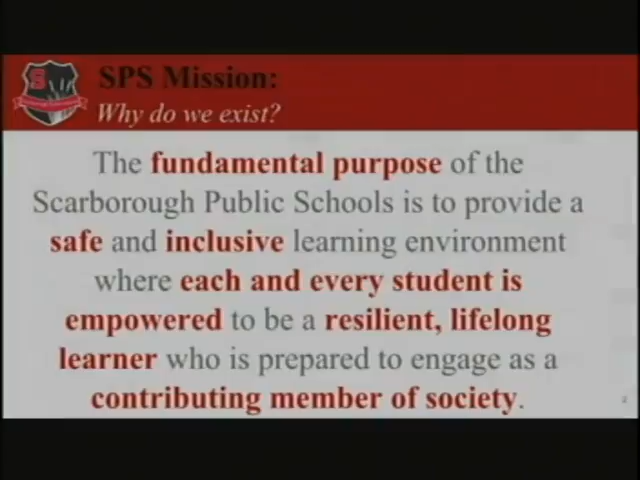 SPS Mission:
Why do we exist?
The fundamental purpose of the
Scarborough Public Schools is to provide a
safe and inclusive learning environment
where each and every student is
empowered to be a resilient, lifelong
learner who is prepared to engage as a
contributing member of society.